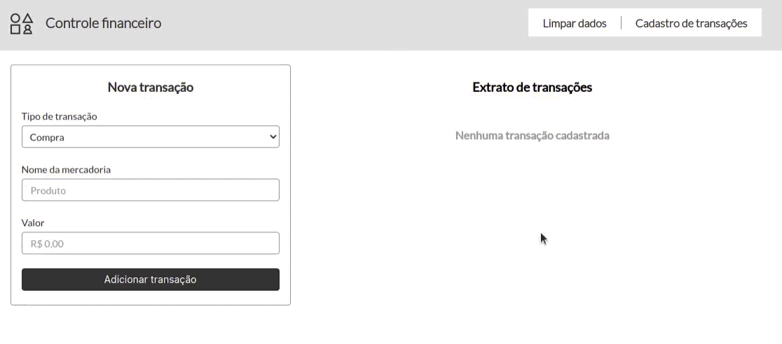 Controle financeiro
Limpar dados | Cadastro de transações
Nova transação
Tipo de transação
Compra
Nome da mercadoria
Produto
Valor
R$ 0,00
Adicionar transação
Extrato de transações
Nenhuma transação cadastrada